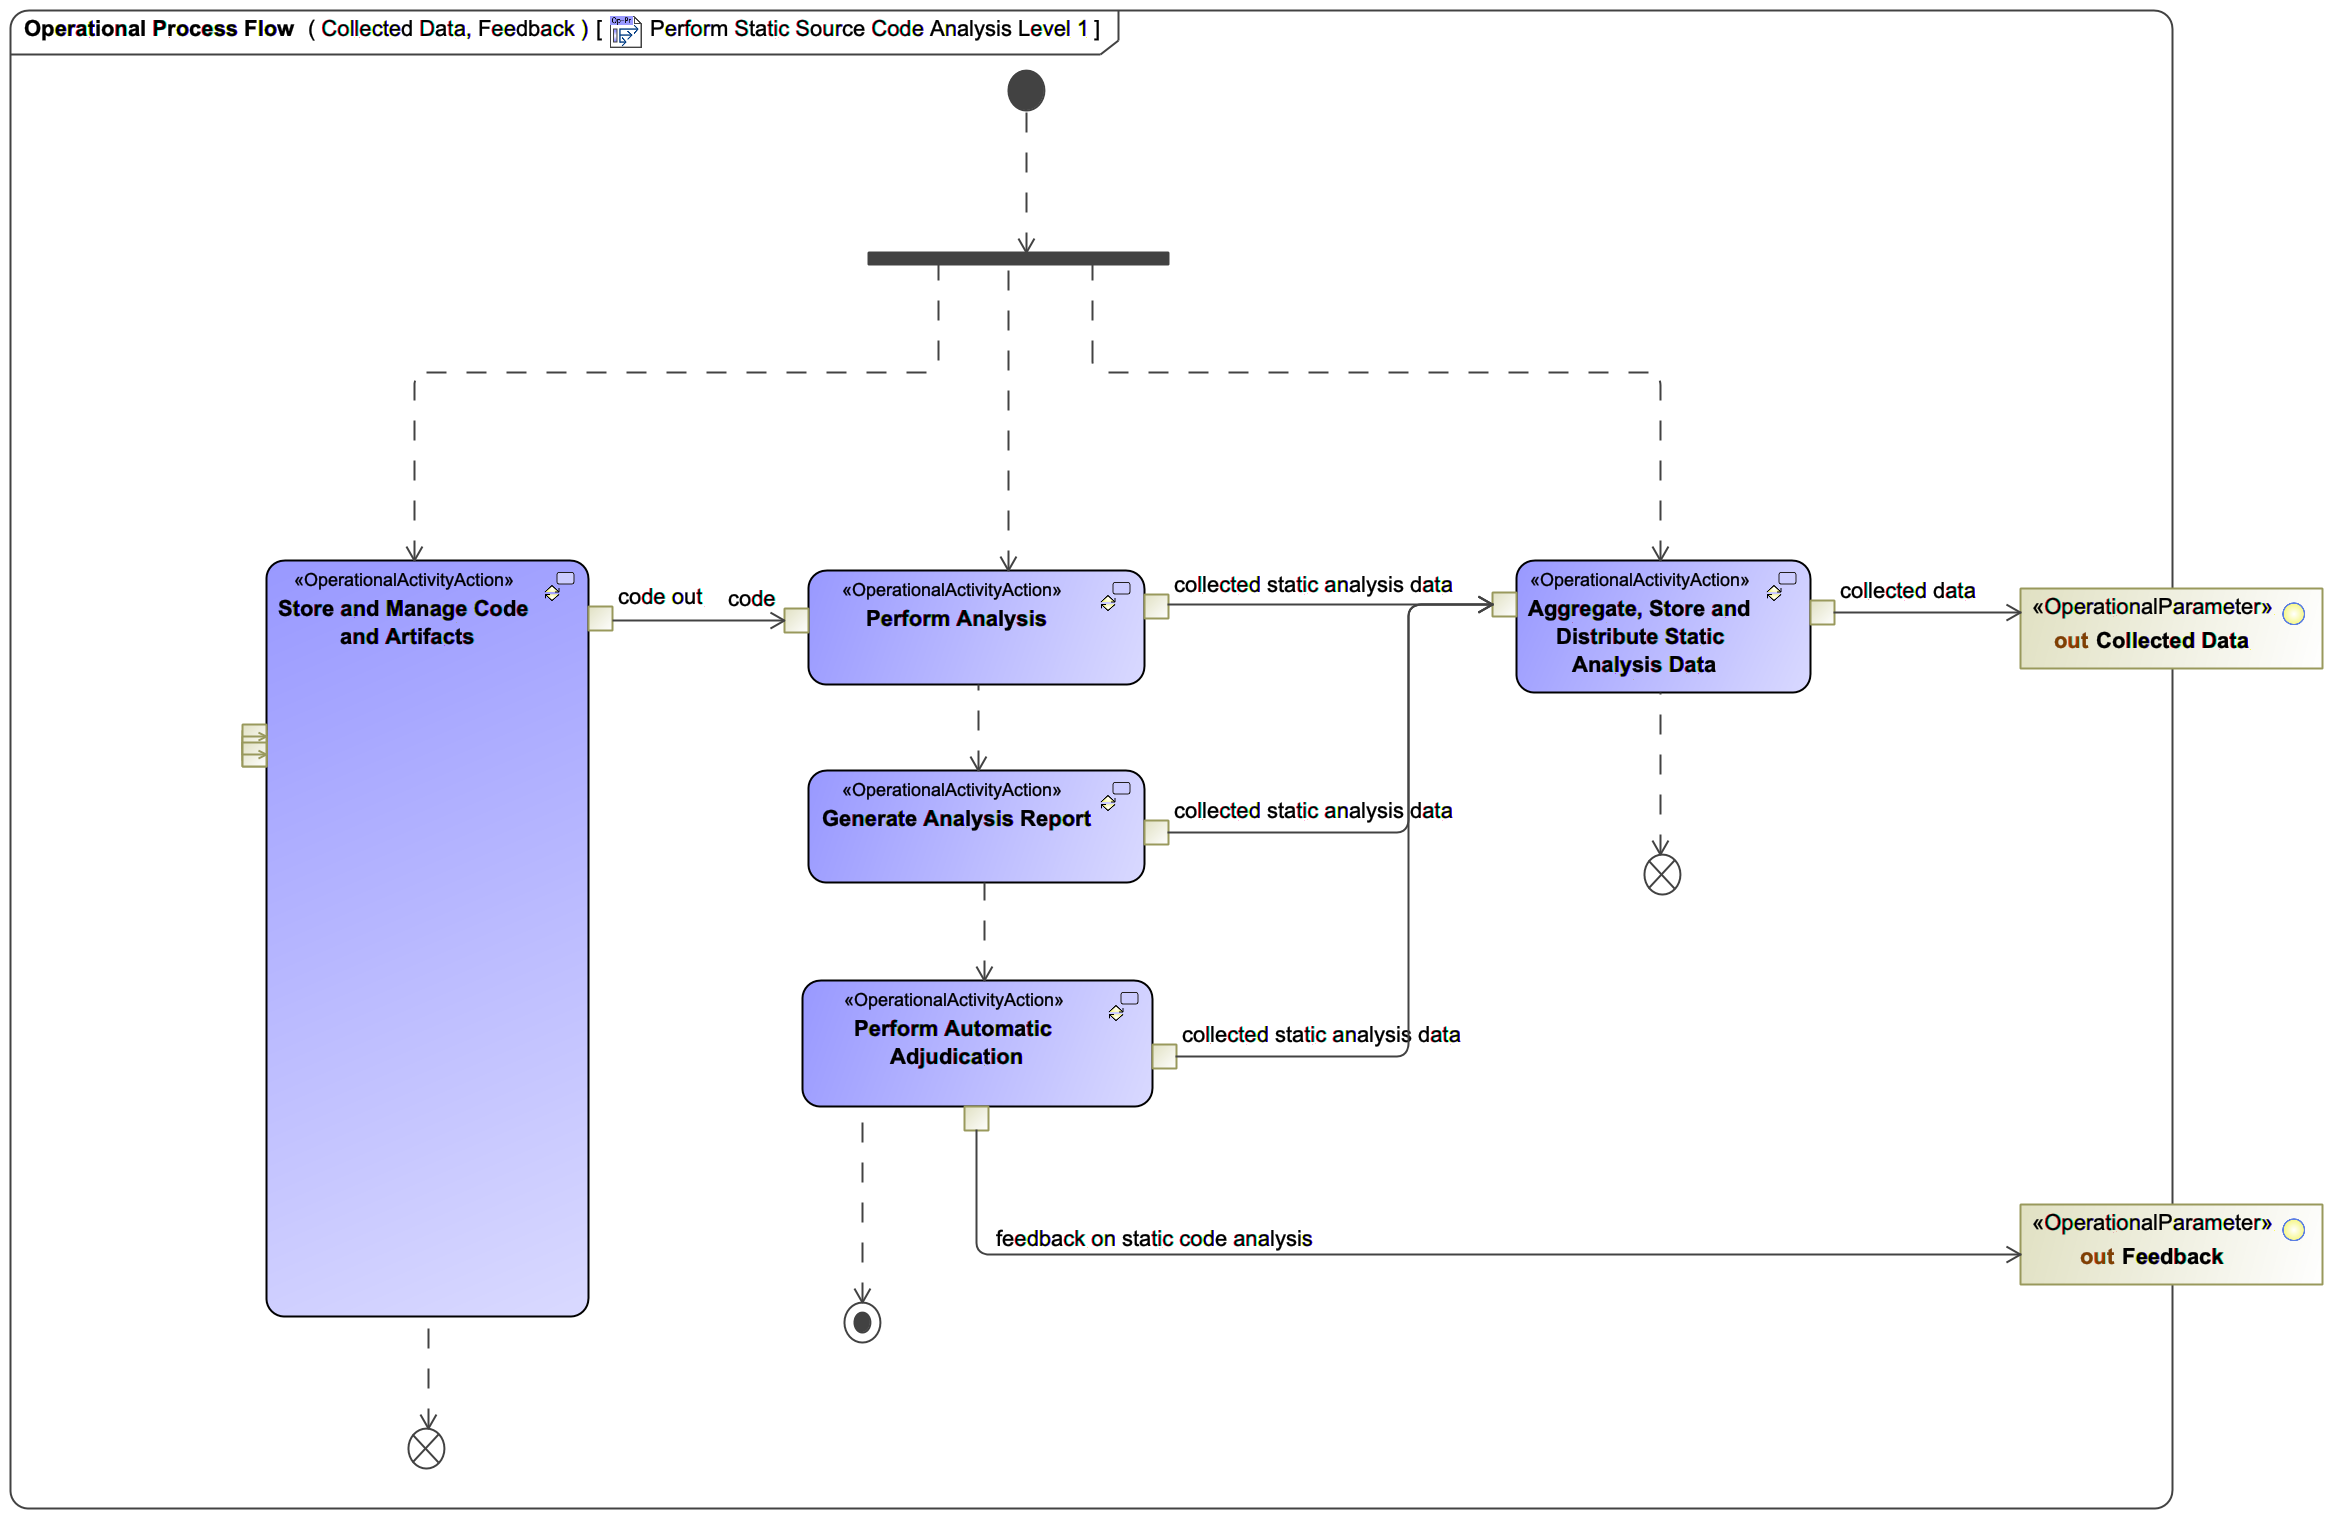 Operational Process Flow ( Collected Data, Feedback ) [ Op-Pr Perform Static Source Code Analysis Level 1 ]
«OperationalActivityAction»
Store and Manage Code
and Artifacts
code out
code
«OperationalActivityAction»
Perform Analysis
collected static analysis data
«OperationalActivityAction»
Aggregate, Store and
Distribute Static
Analysis Data
collected data
«OperationalParameter»
out Collected Data
«OperationalActivityAction»
Generate Analysis Report
collected static analysis data
«OperationalActivityAction»
Perform Automatic
Adjudication
collected static analysis data
feedback on static code analysis
«OperationalParameter»
out Feedback